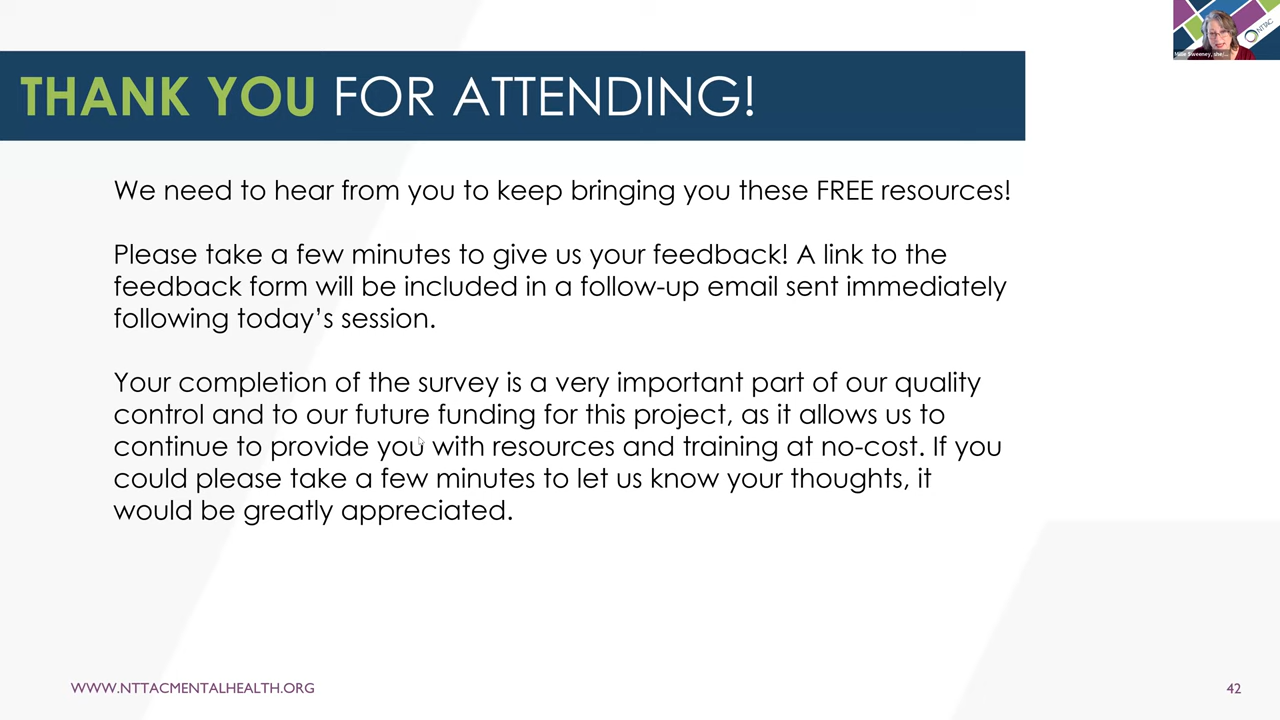 THANK YOU FOR ATTENDING!
We need to hear from you to keep bringing you these FREE resources!
Please take a few minutes to give us your feedback! A link to the
feedback form will be included in a follow-up email sent immediately
following today’s session.
Your completion of the survey is a very important part of our quality
control and to our future funding for this project, as it allows us to
continue to provide you with resources and training at no-cost. If you
could please take a few minutes to let us know your thoughts, it
would be greatly appreciated.
WWW.NTTACMENTALHEALTH.ORG
42
NTTAC
Sweeney, she/...